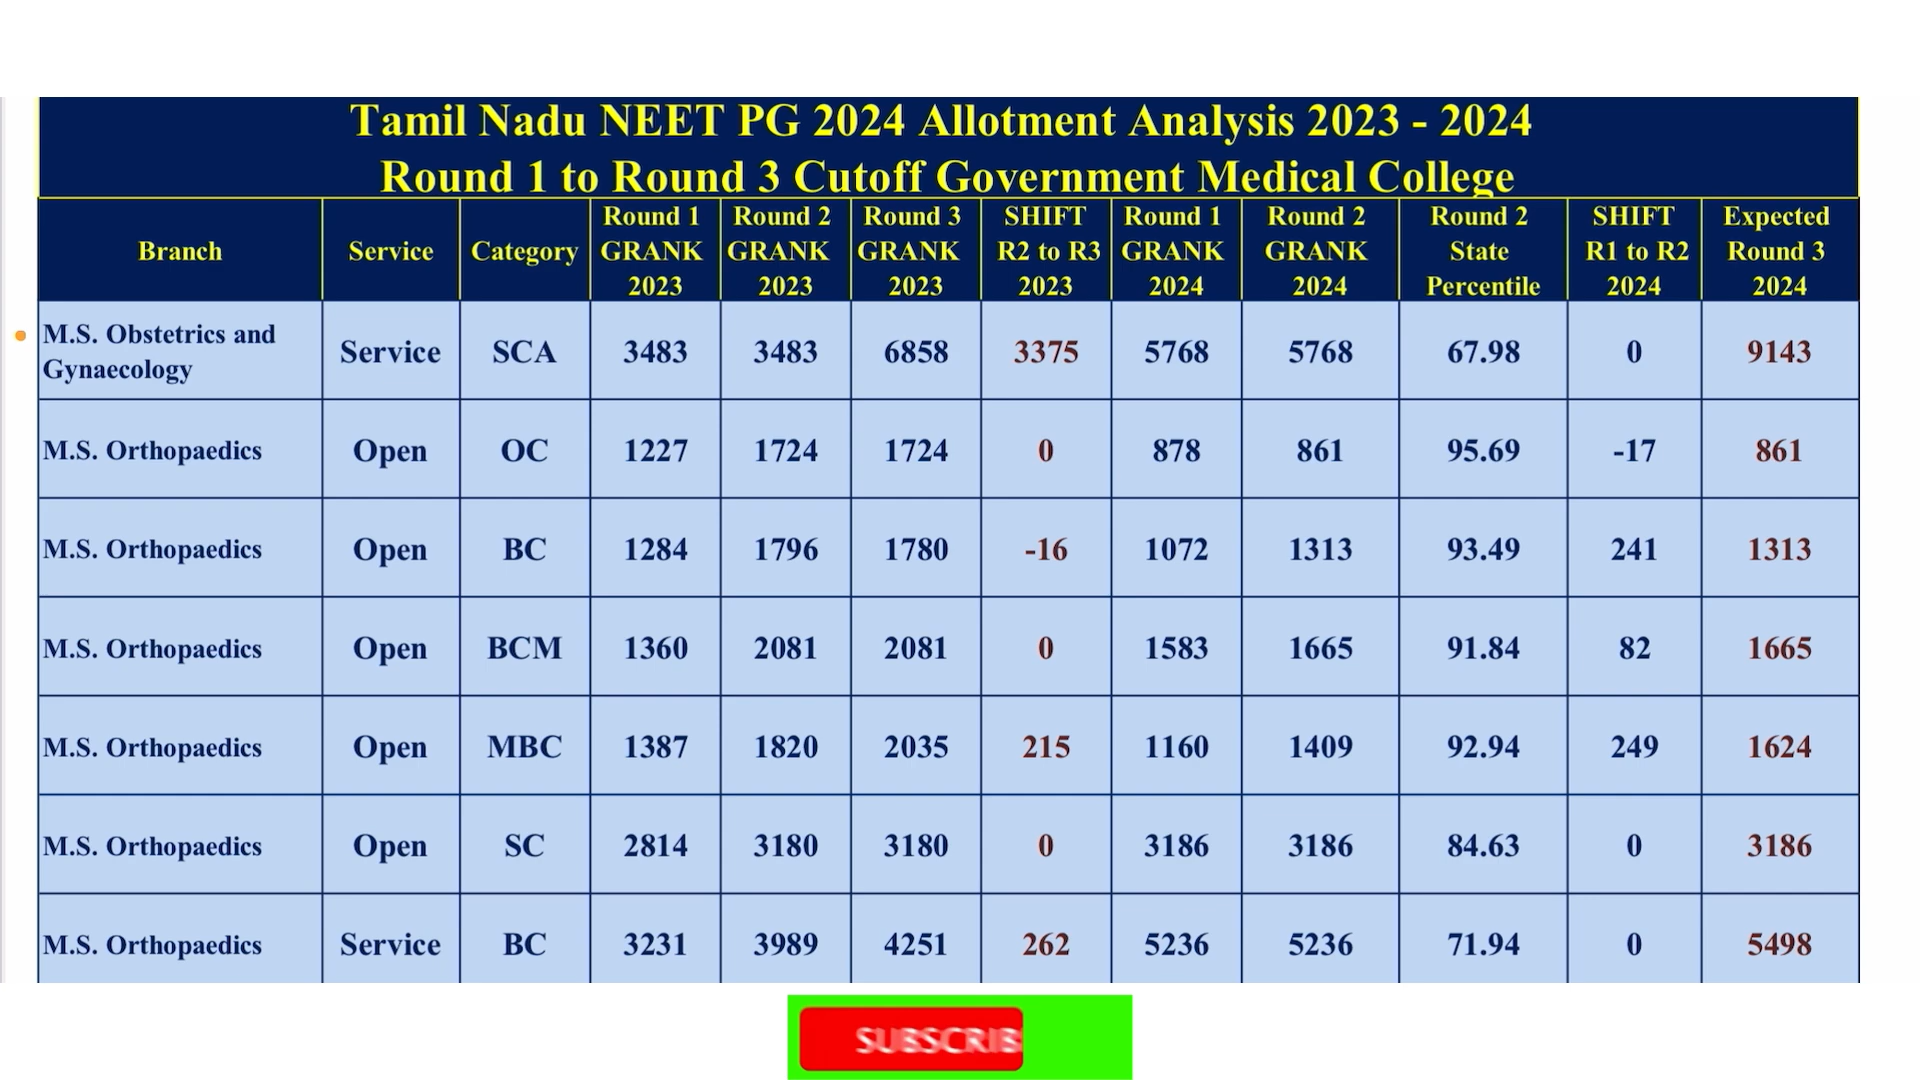 Tamil Nadu NEET PG 2024 Allotment Analysis 2023 - 2024
Round 1 to Round 3 Cutoff Government Medical College
Branch Service Category Round 1 GRANK 2023 Round 2 GRANK 2023 Round 3 GRANK 2023 SHIFT R2 to R3 2023 Round 1 GRANK 2024 Round 2 GRANK 2024 Round 2 State Percentile SHIFT R1 to R2 2024 Expected Round 3 2024
M.S. Obstetrics and Gynaecology Service SCA 3483 3483 6858 3375 5768 5768 67.98 0 9143
M.S. Orthopaedics Open OC 1227 1724 1724 0 878 861 95.69 -17 861
M.S. Orthopaedics Open BC 1284 1796 1780 -16 1072 1313 93.49 241 1313
M.S. Orthopaedics Open BCM 1360 2081 2081 0 1583 1665 91.84 82 1665
M.S. Orthopaedics Open MBC 1387 1820 2035 215 1160 1409 92.94 249 1624
M.S. Orthopaedics Open SC 2814 3180 3180 0 3186 3186 84.63 0 3186
M.S. Orthopaedics Service BC 3231 3989 4251 262 5236 5236 71.94 0 5498
SUBSCRIB